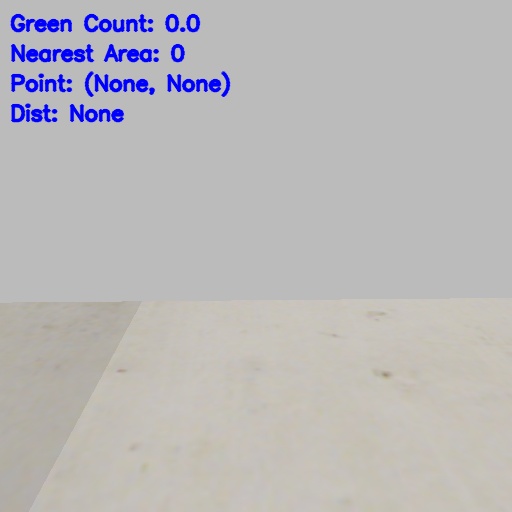 Green Count: 0.0
Nearest Area: 0
Point: (None, None)
Dist: None